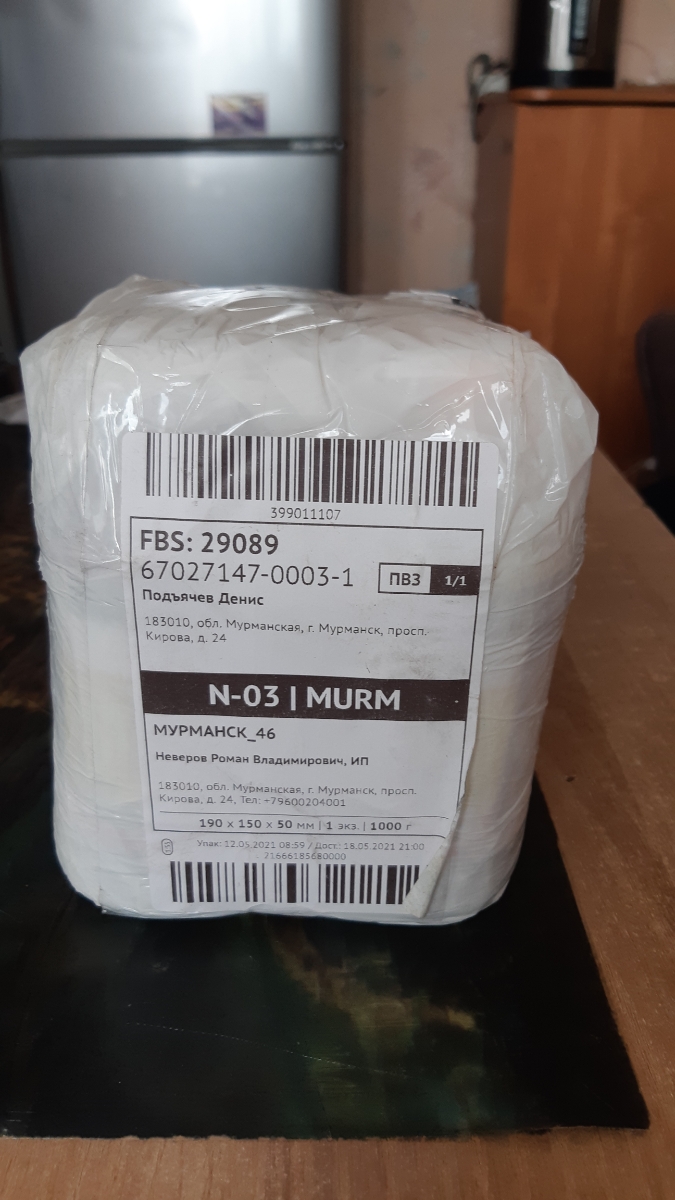 399011107
FBS: 29089
67027147-0003-1
ПВЗ 1/1
Подъячев Денис
183010, обл. Мурманская, г. Мурманск, просп.
Кирова, д. 24
N-03 | MURM
МУРМАНСК_46
Неверов Роман Владимирович, ИП
183010, обл. Мурманская, г. Мурманск, просп.
Кирова, д. 24, Тел: +79600204001
190 x 150 x 50 мм | 1 экз. | 1000 г
Упак: 12.05.2021 08:59 / Дост: 18.05.2021 21:00
21666185680000